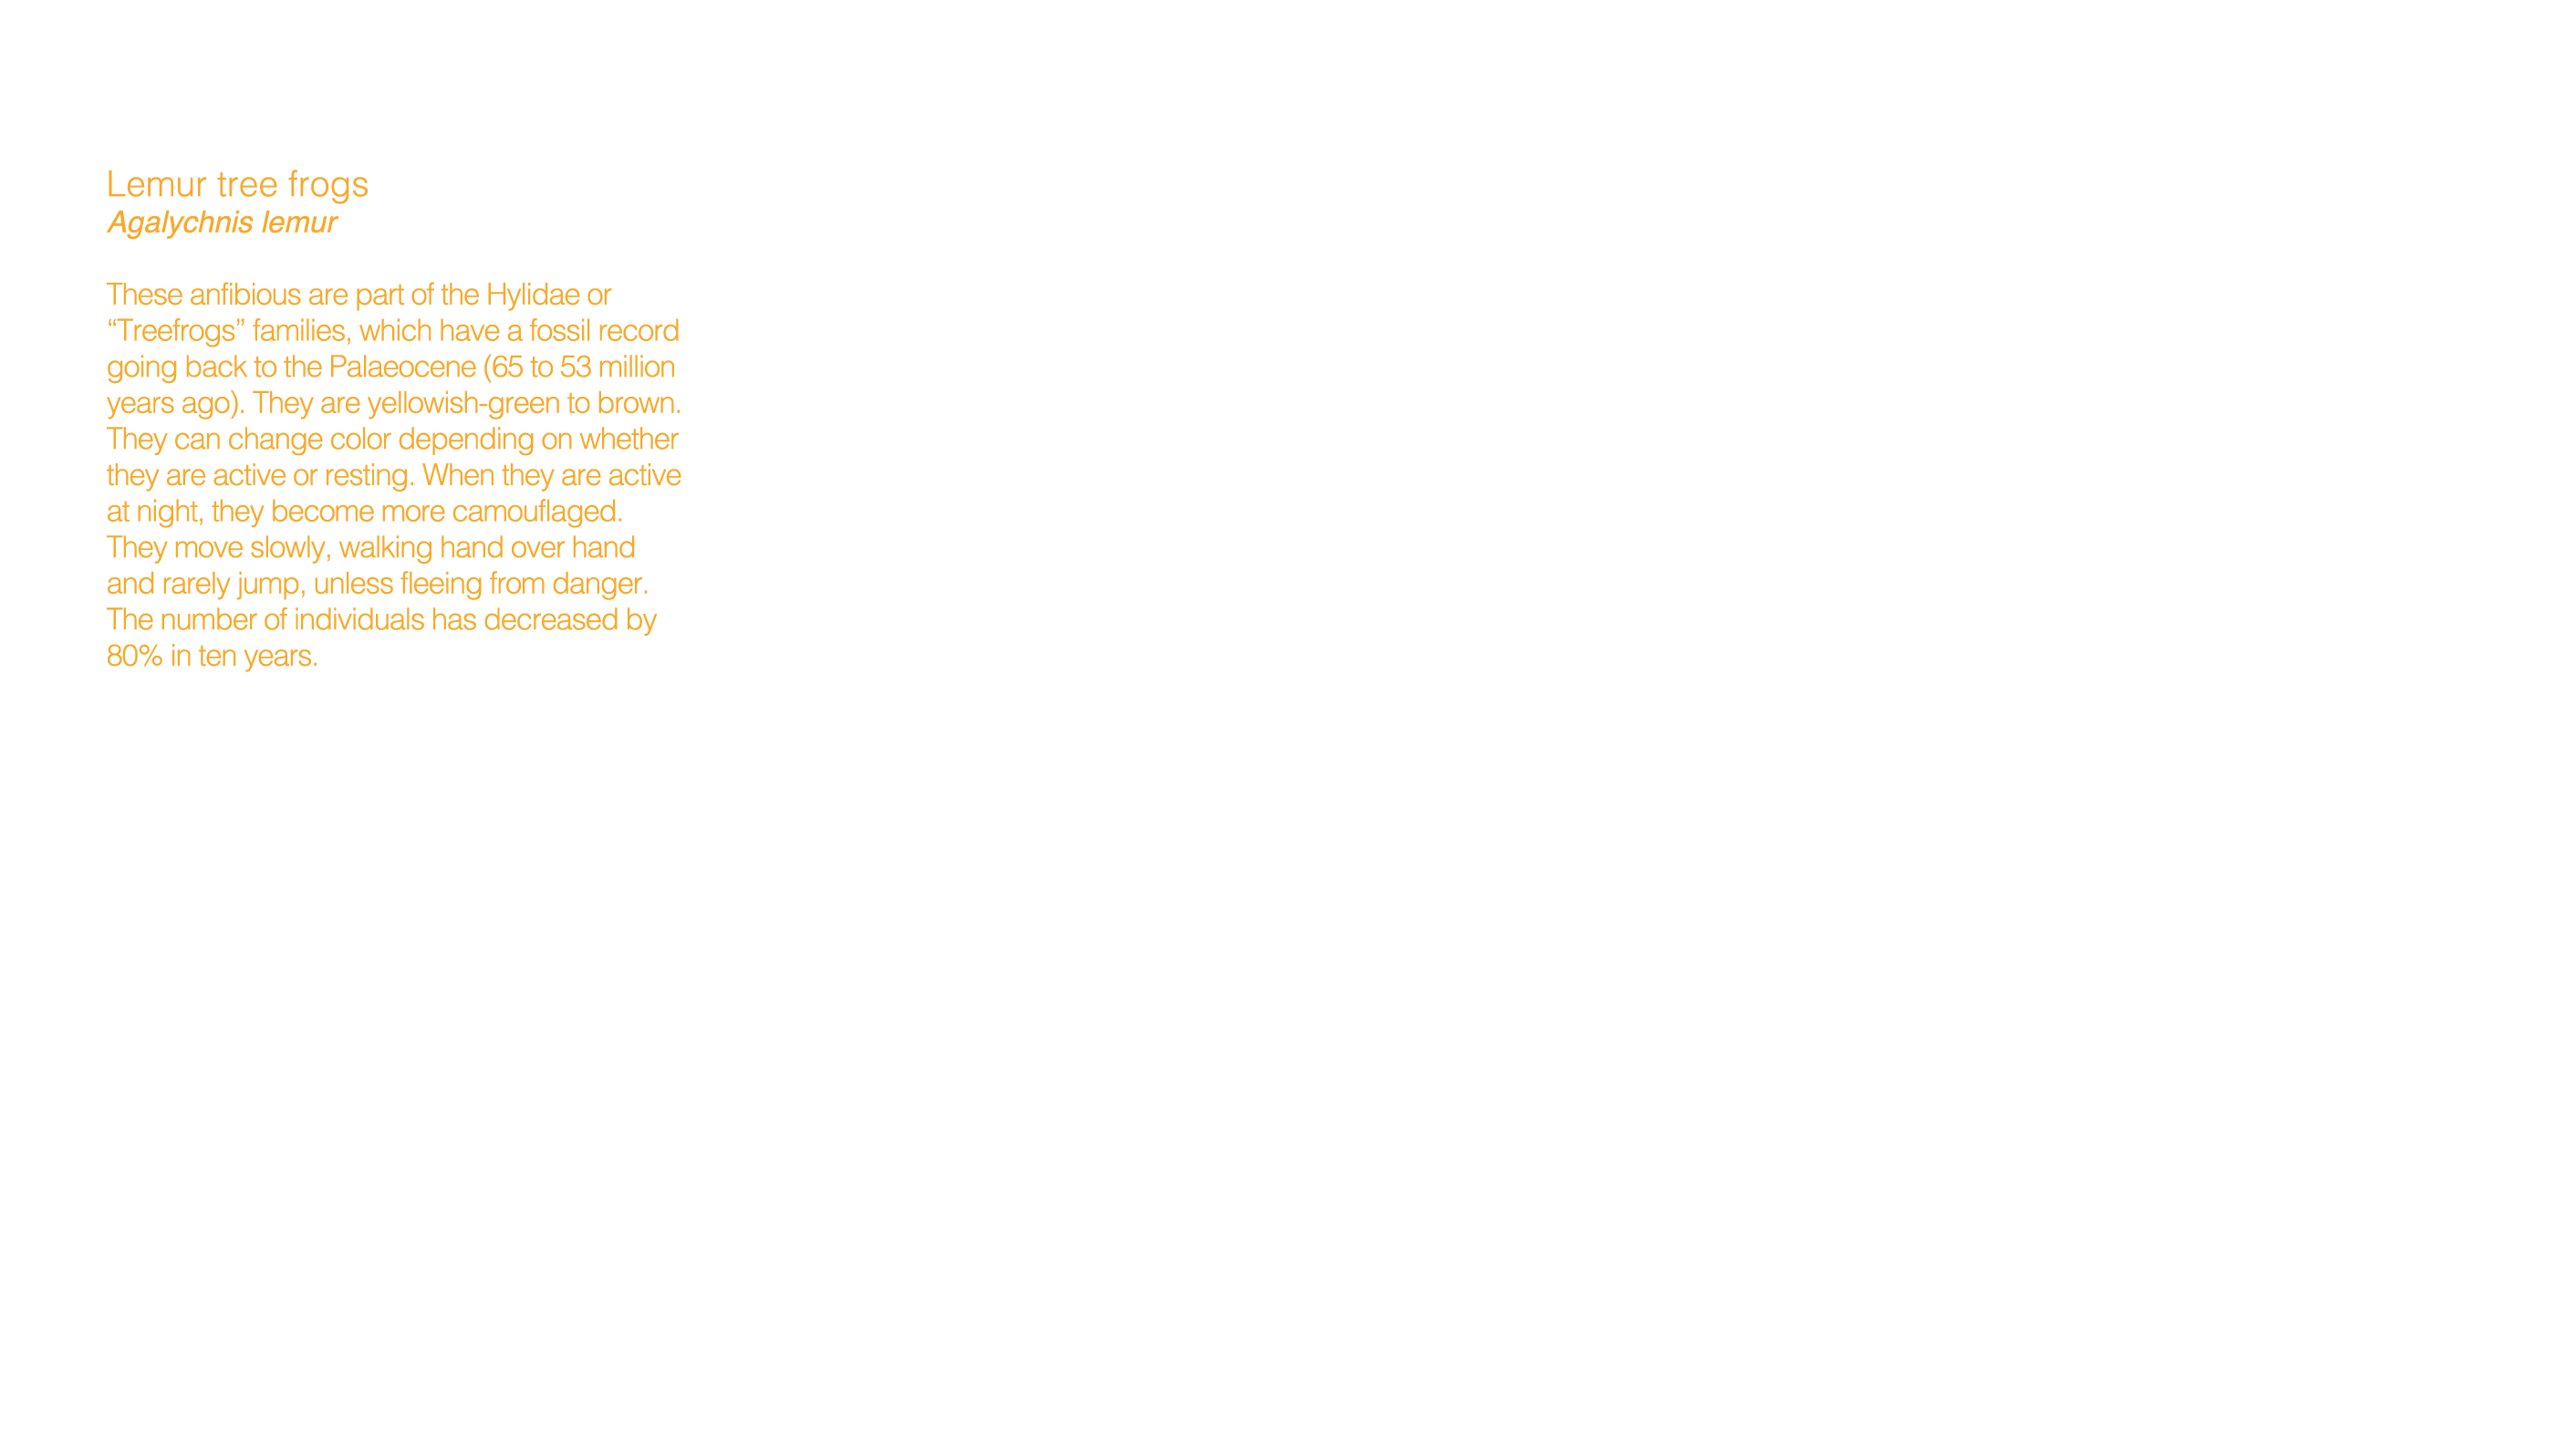 Lemur tree frogs
Agalychnis lemur
These anfibious are part of the Hylidae or
“Treefrogs” families, which have a fossil record
going back to the Palaeocene (65 to 53 million
years ago). They are yellowish-green to brown.
They can change color depending on whether
they are active or resting. When they are active
at night, they become more camouflaged.
They move slowly, walking hand over hand
and rarely jump, unless fleeing from danger.
The number of individuals has decreased by
80% in ten years.